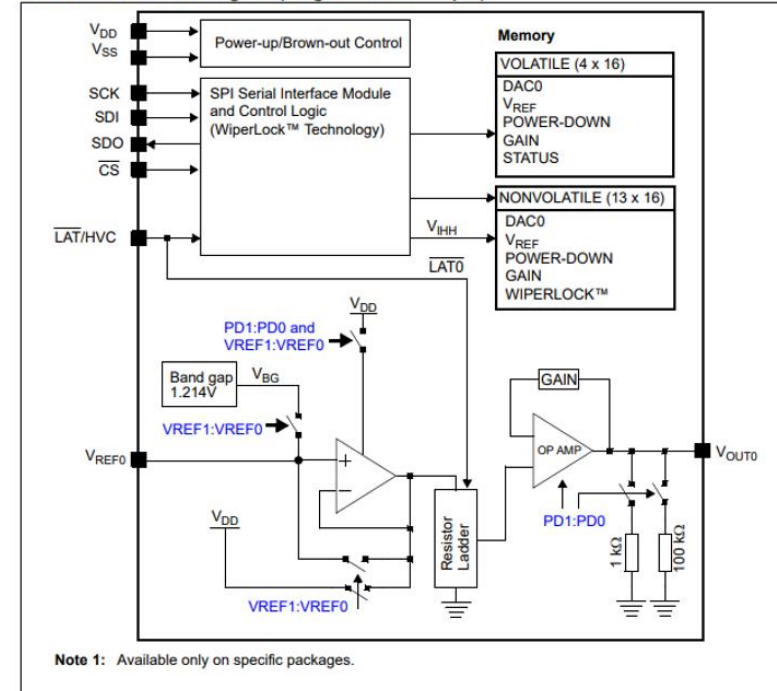 VDD
VSS
Power-up/Brown-out Control
SCK
SDI
SDO
CS
SPI Serial Interface Module
and Control Logic
(WiperLock™ Technology)
LAT/HVC
Memory
VOLATILE (4 x 16)
DAC0
VREF
POWER-DOWN
GAIN
STATUS
NONVOLATILE (13 x 16)
DAC0
VREF
POWER-DOWN
GAIN
WIPERLOCK™
VIHH
LAT0
VDD
PD1:PD0 and
VREF1:VREF0
Band gap
1.214V
VBG
VREF1:VREF0
VREF0
+
–
VDD
VREF1:VREF0
Resistor
Ladder
GAIN
OP AMP
VOUT0
PD1:PD0
1 kΩ
100 kΩ
Note 1: Available only on specific packages.